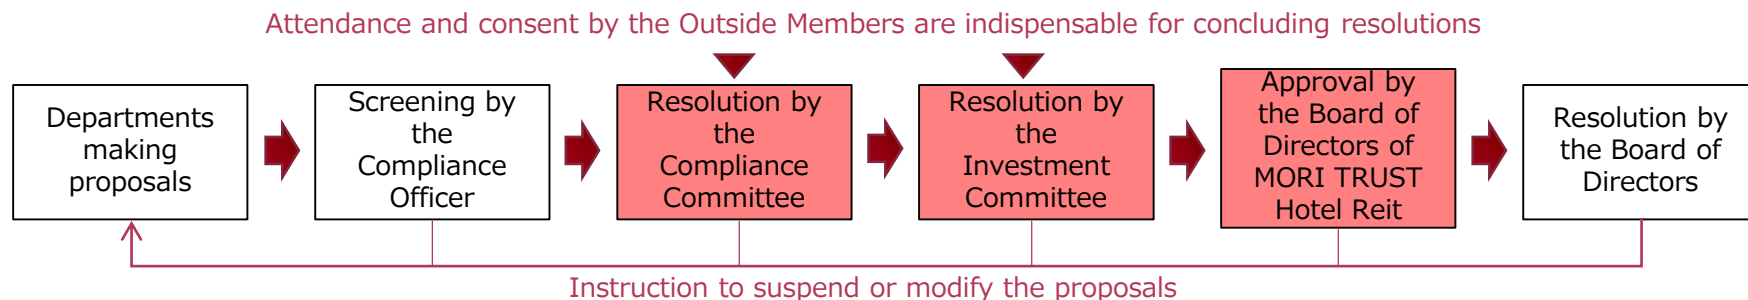 Attendance and consent by the Outside Members are indispensable for concluding resolutions
Departments
making
proposals
Screening by
the
Compliance
Officer
Resolution by
the
Compliance
Committee
Resolution by
the
Investment
Committee
Approval by
the Board of
Directors of
MORI TRUST
Hotel Reit
Resolution by
the Board of
Directors
Instruction to suspend or modify the proposals